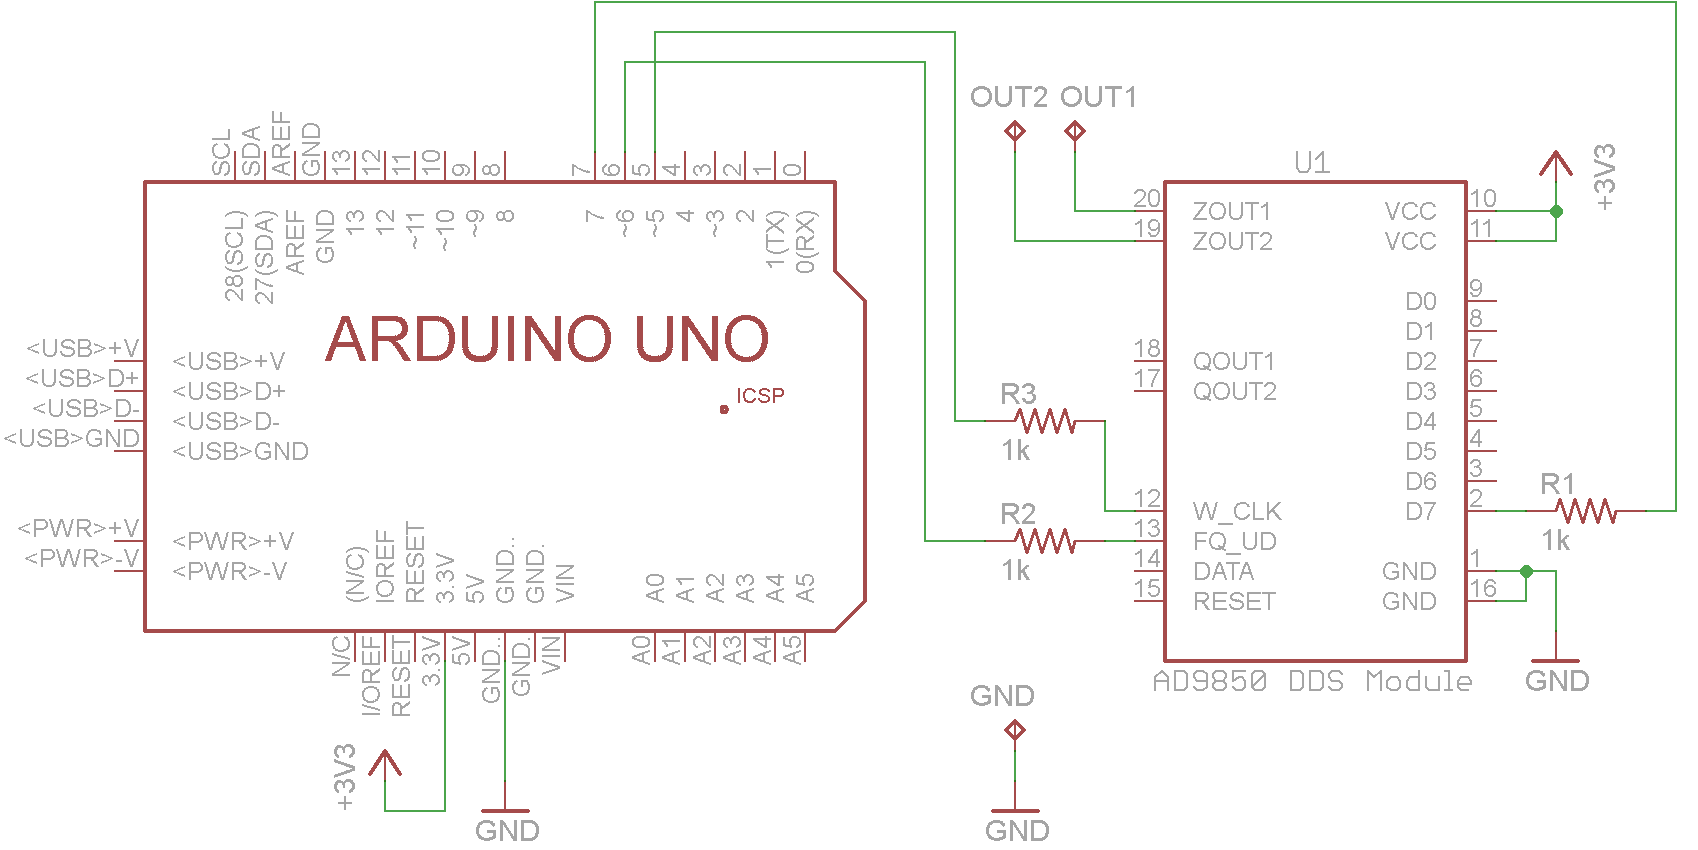 OUT2 OUT1
SCL
SDA
AREF
GND
13
12
11
10
9
8
7
6
5
4
3
2
1
0
28(SCL)
27(SDA)
AREF
GND
13
12
~11
~10
~9
8
7
~6
~5
4
~3
2
1(TX)
0(RX)
ARDUINO UNO
ICSP
<USB>+V
<USB>D+
<USB>D-
<USB>GND
<USB>+V
<USB>D+
<USB>D-
<USB>GND
<PWR>+V
<PWR>-V
<PWR>+V
<PWR>-V
(N/C)
IOREF
RESET
3.3V
5V
GND..
GND.
VIN
A0
A1
A2
A3
A4
A5
N/C
I/OREF
RESET
3.3V
5V
GND..
GND.
VIN
A0
A1
A2
A3
A4
A5
+3V3
GND
R3
1k
R2
1k
GND
GND
U1
20 ZOUT1
19 ZOUT2
18 QOUT1
17 QOUT2
12 W_CLK
13 FQ_UD
14 DATA
15 RESET
VCC 10
VCC 11
D0 9
D1 8
D2 7
D3 6
D4 5
D5 4
D6 3
D7 2
GND 1
GND 16
AD9850 DDS Module
+3V3
R1
1k
GND